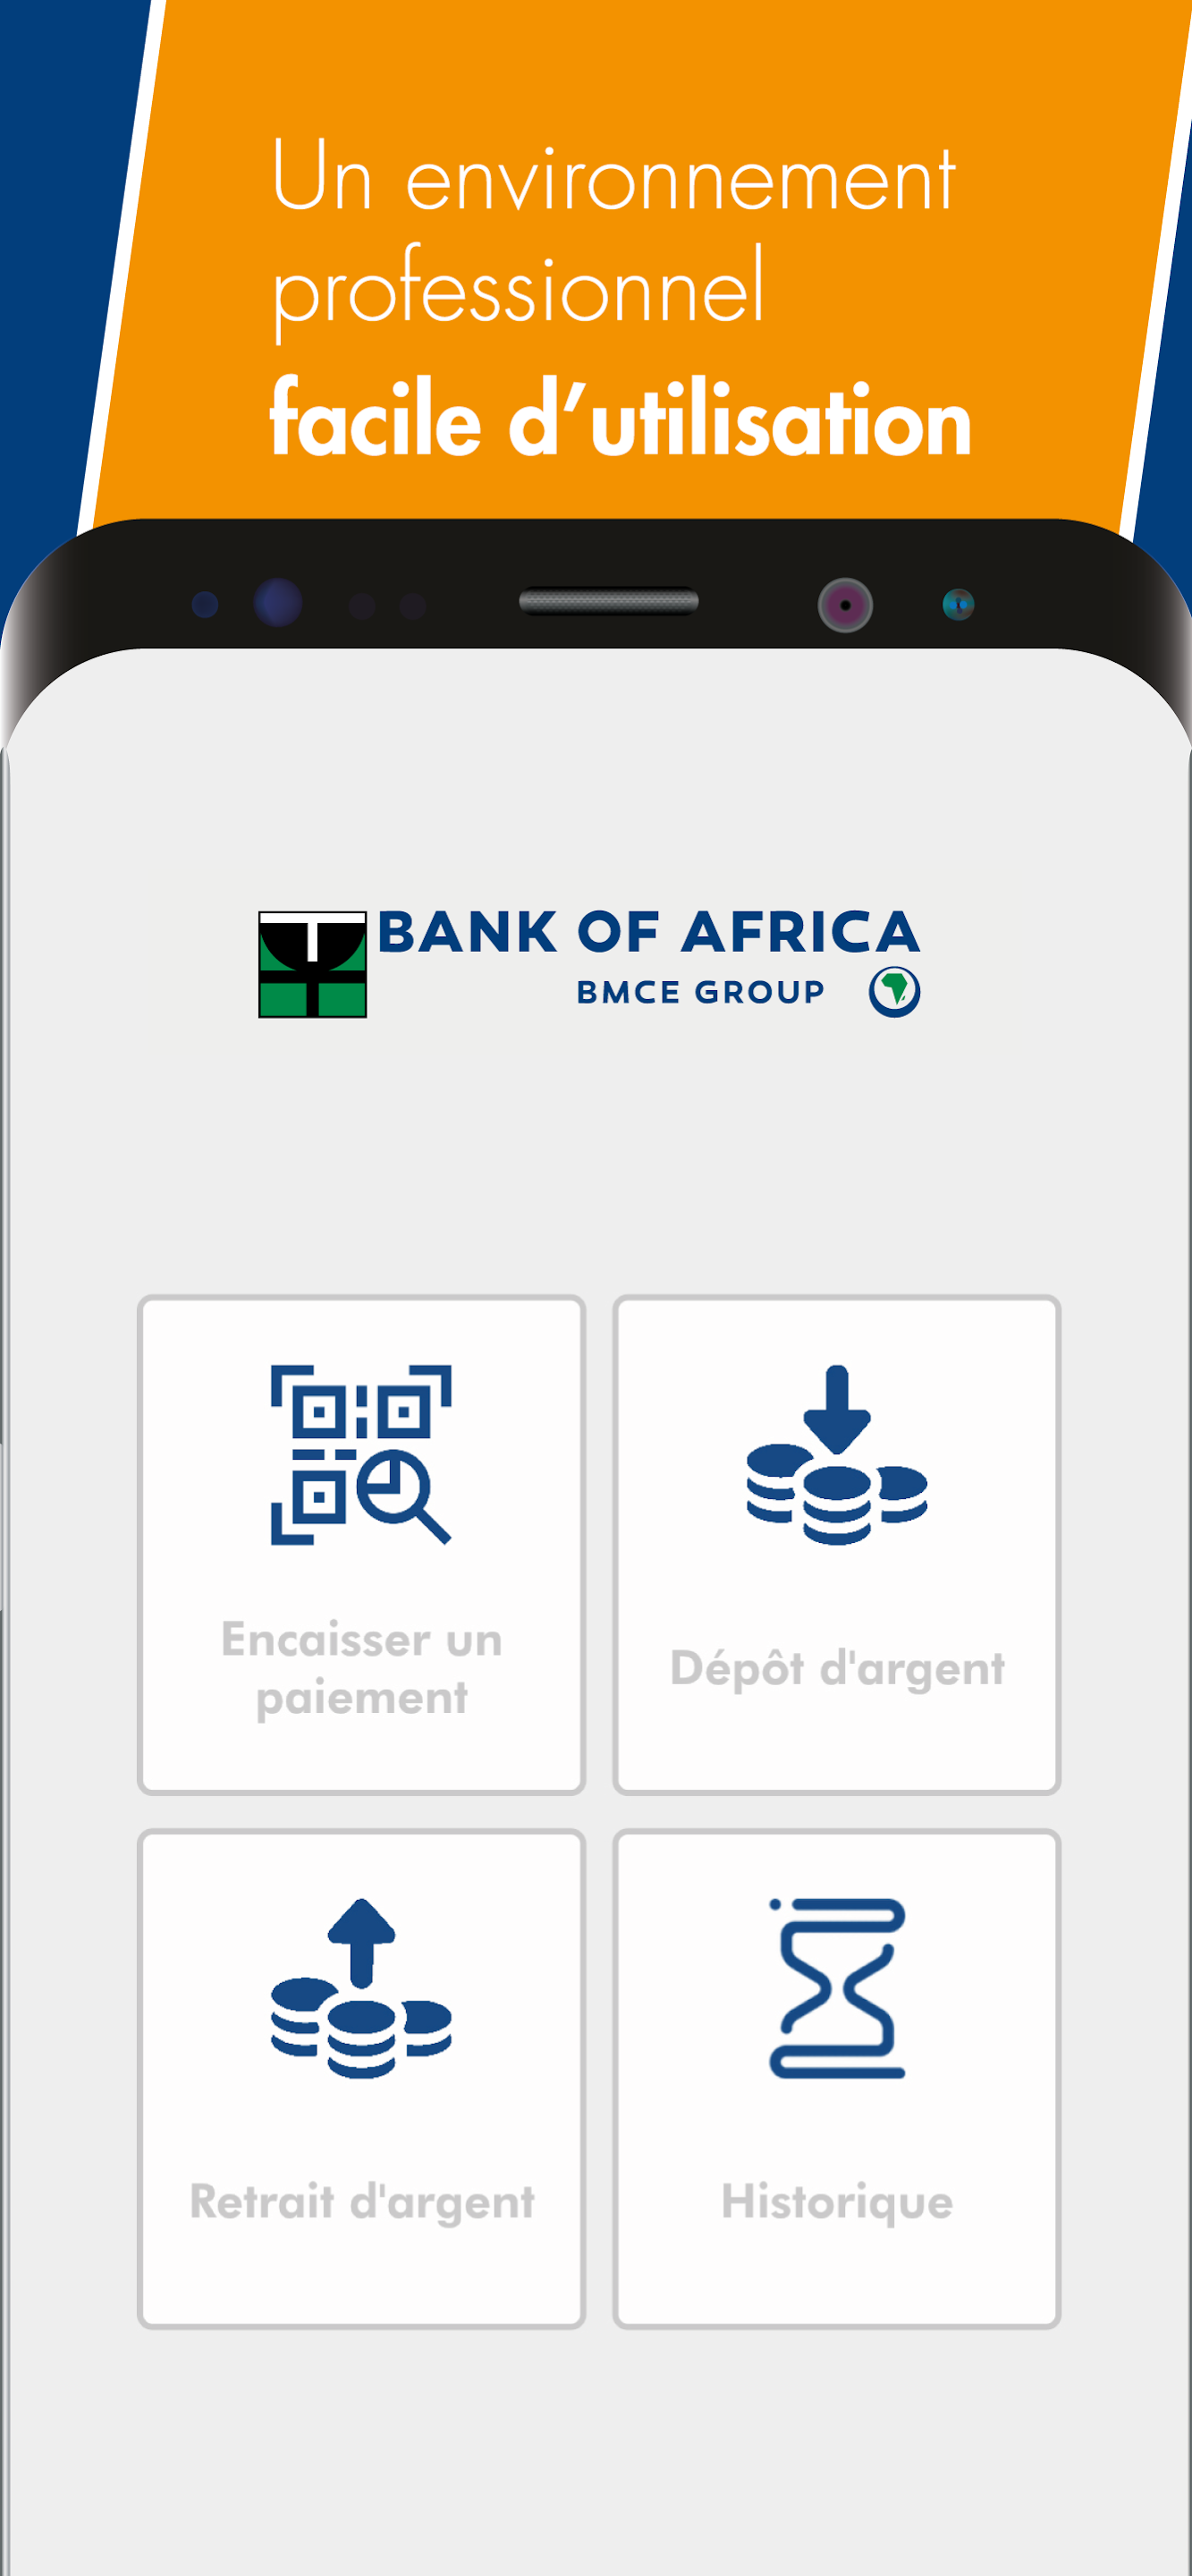 Un environnement
professionnel
facile d’utilisation
BANK OF AFRICA
BMCE GROUP
Encaisser un
paiement
Dépôt d'argent
Retrait d'argent
Historique